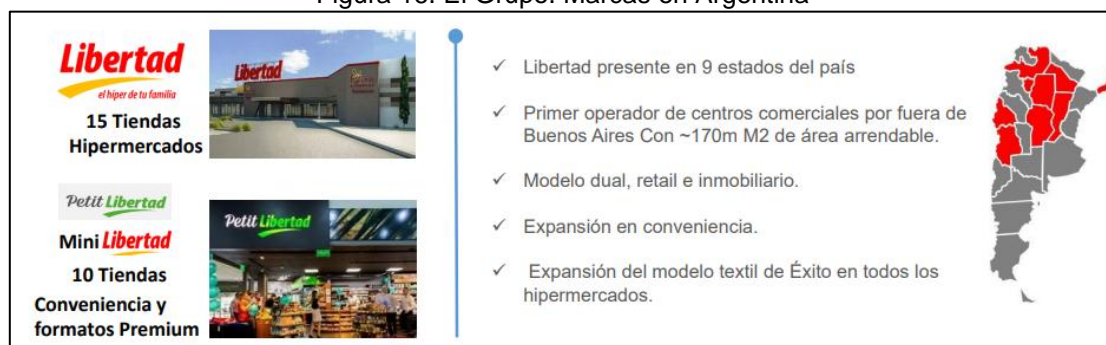 Libertad
el híper de tu familia
15 Tiendas
Hipermercados
Libertad
Petit Libertad
Mini Libertad
10 Tiendas
Conveniencia y
formatos Premium
Petit Libertad
✓ Libertad presente en 9 estados del país
✓ Primer operador de centros comerciales por fuera de
Buenos Aires Con ~170m M2 de área arrendable.
✓ Modelo dual, retail e inmobiliario.
✓ Expansión en conveniencia.
✓ Expansión del modelo textil de Éxito en todos los
hipermercados.